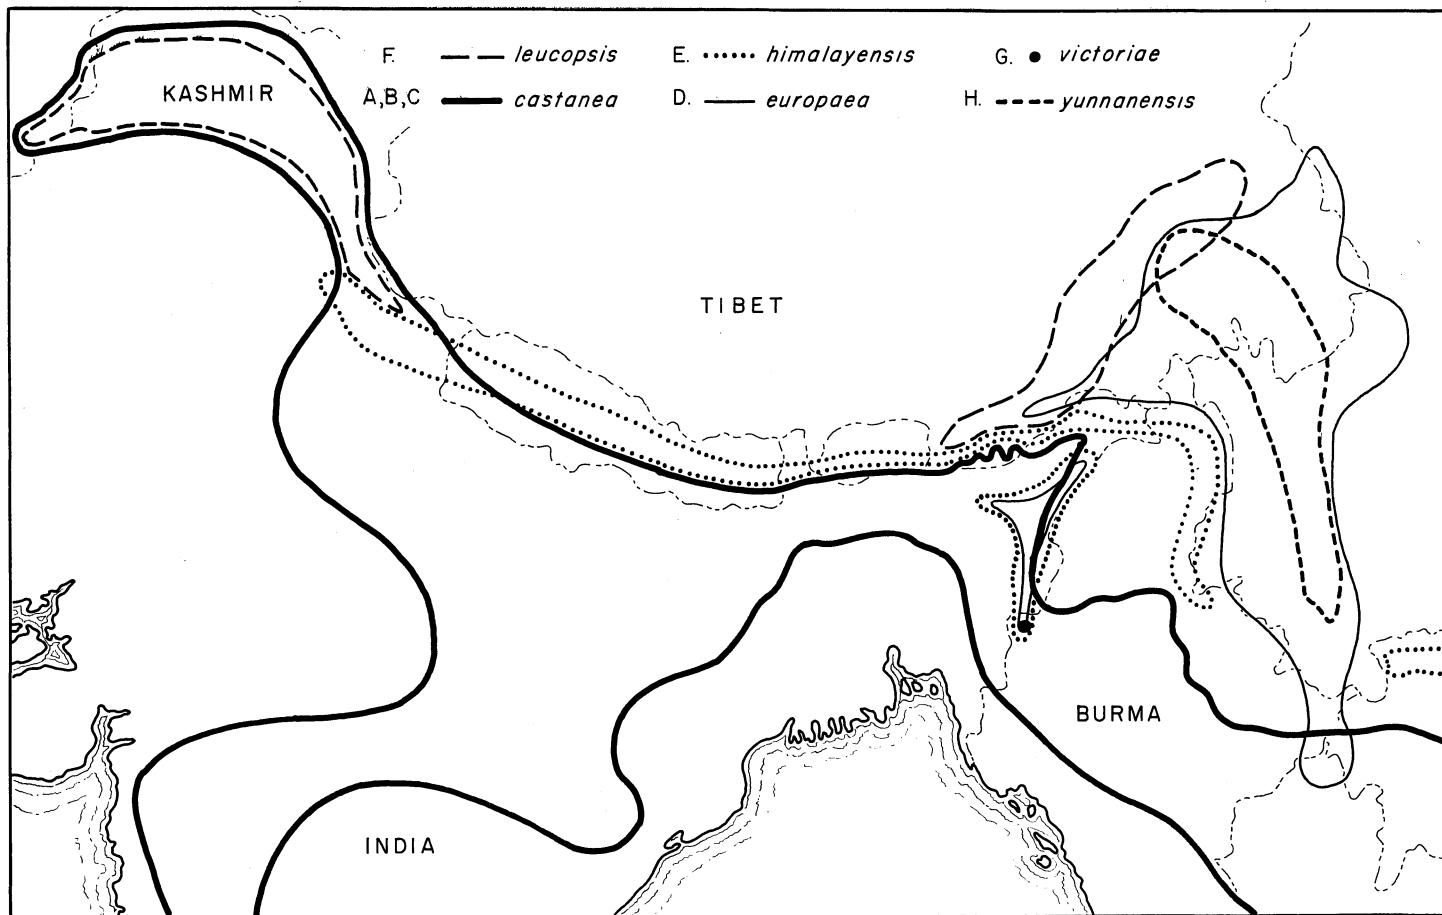 F. leucopsis E. himalayensis G. victoriae
A,B,C castanea D. europaea H. yunnanensis
KASHMIR
TIBET
BURMA
INDIA